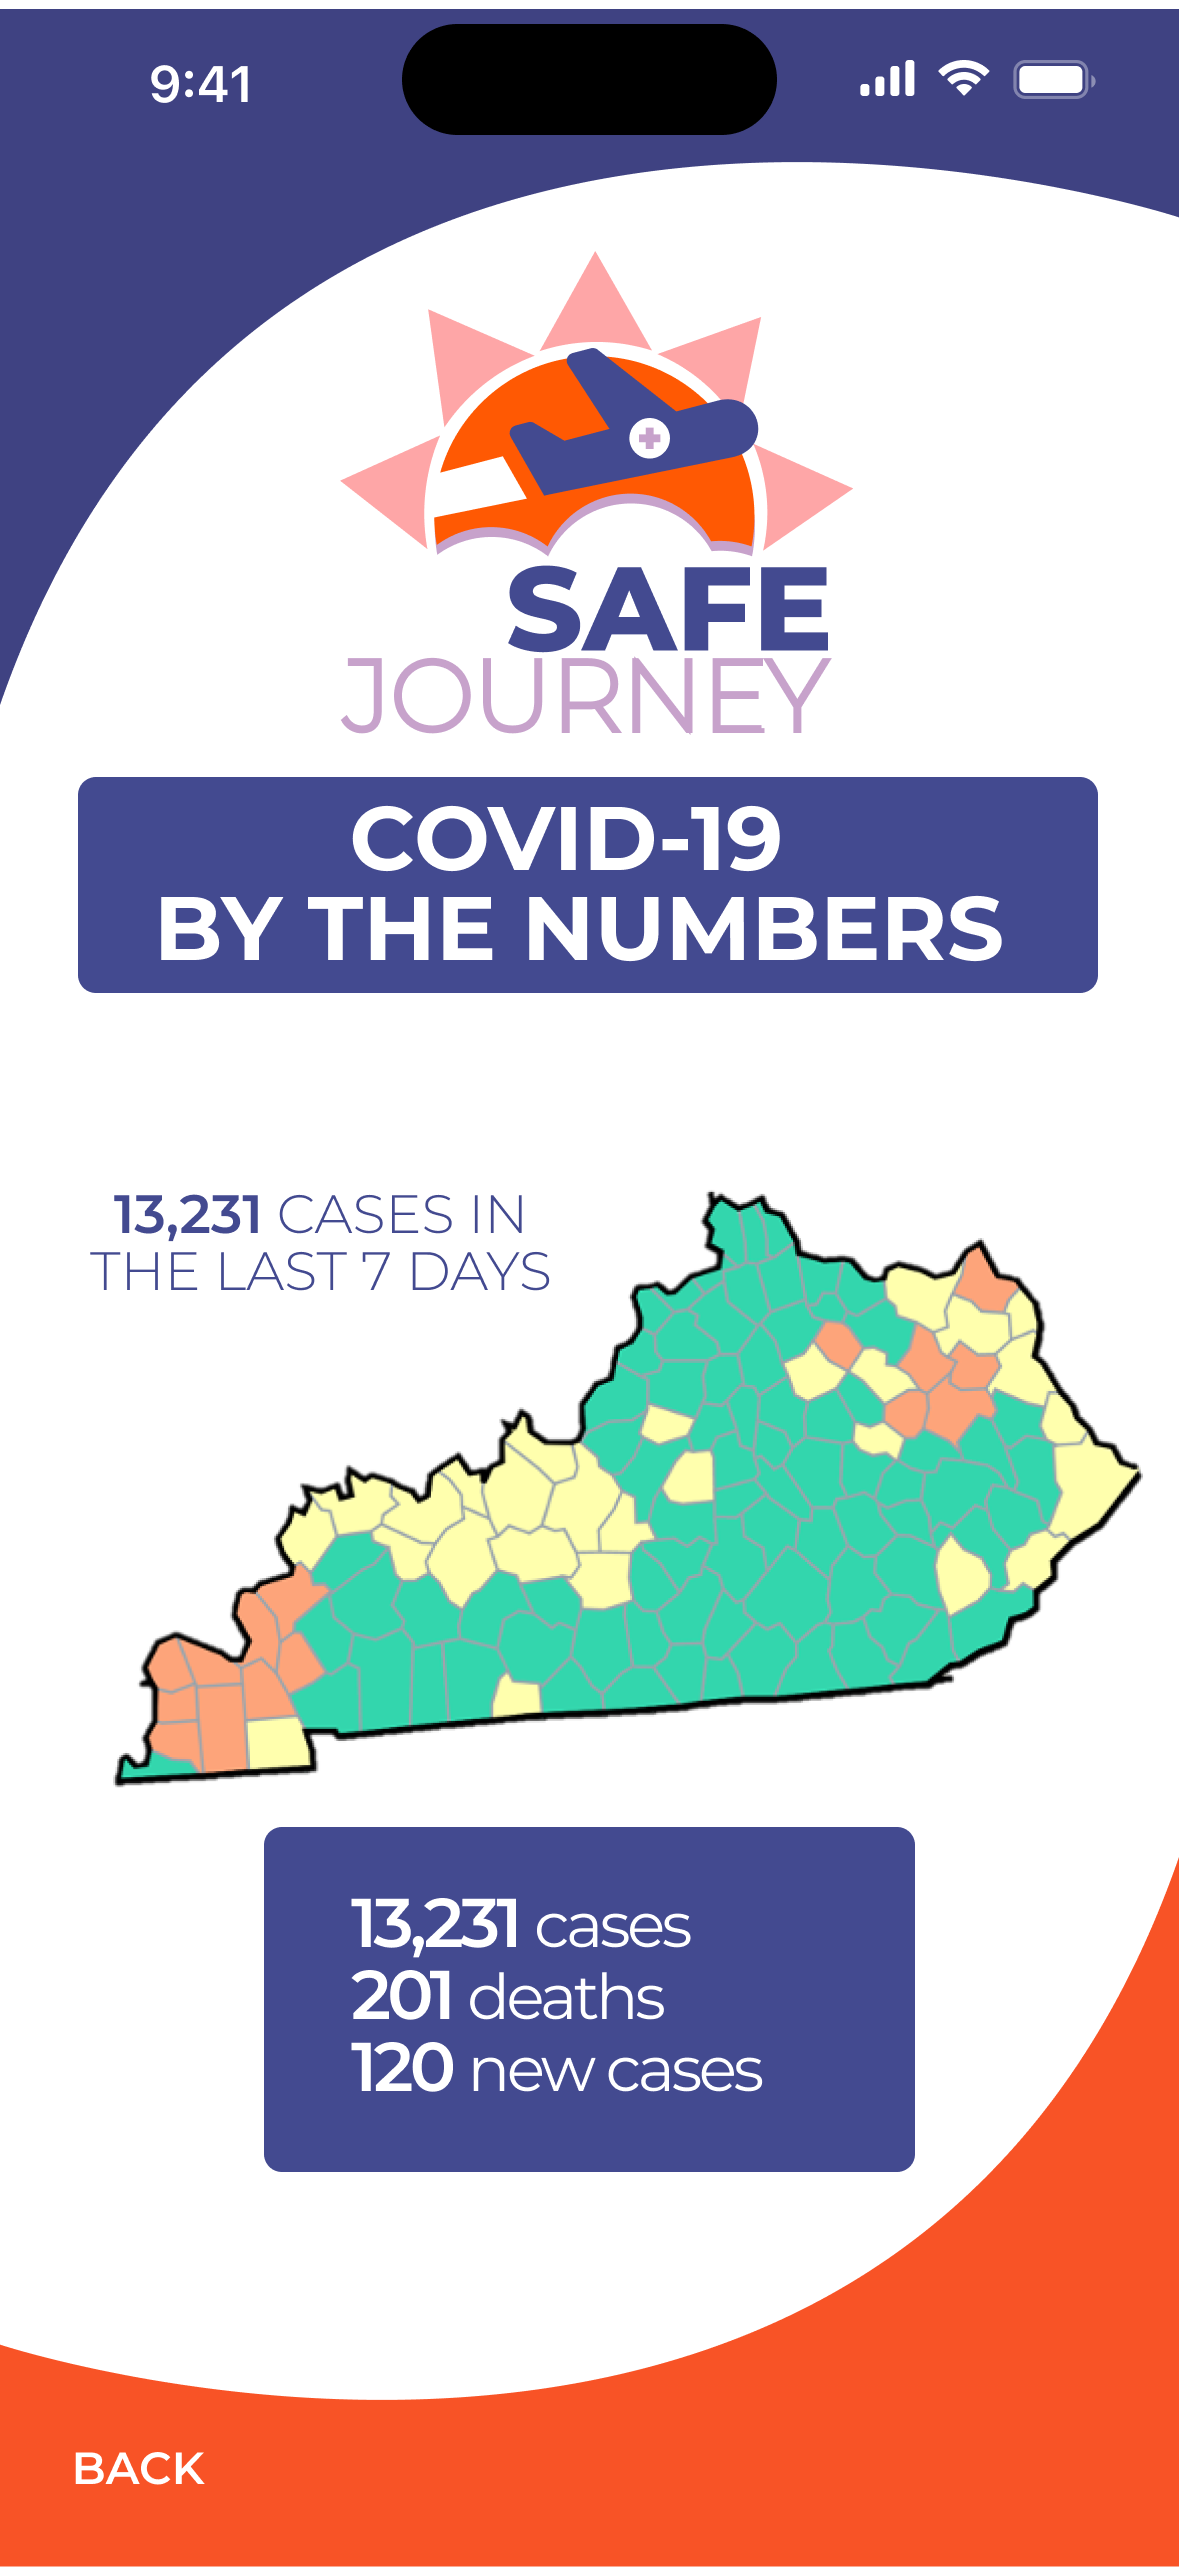 9:41
SAFE
JOURNEY
COVID-19
BY THE NUMBERS
13,231 CASES IN
THE LAST 7 DAYS
13,231 cases
201 deaths
120 new cases
BACK